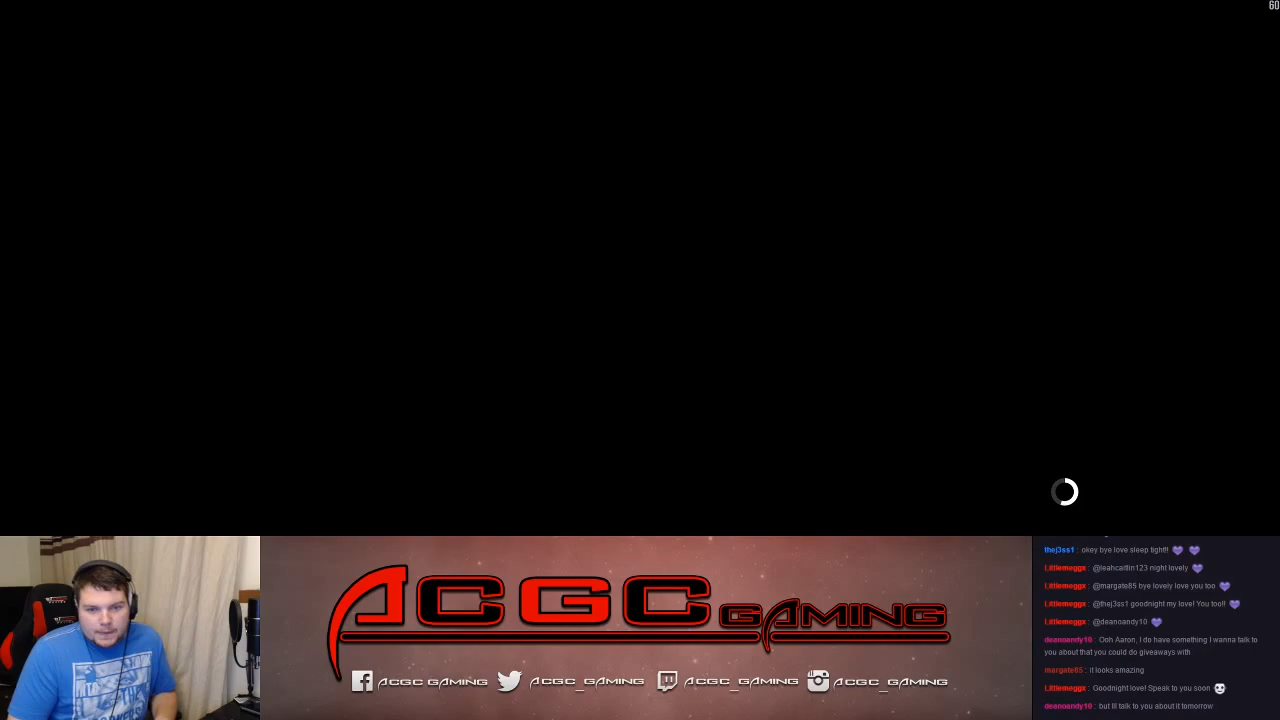 60
ACGC GAMING
ACGC GAMING
ACGC_GAMING
ACGC_GAMING
ACGC_GAMING
thej3ss1 : okey bye love sleep tight!!
Littlemeggx : @leahcaitlin123 night lovely
Littlemeggx : @margate85 bye lovely love you too
Littlemeggx : @thej3ss1 goodnight my love! You too!!
Littlemeggx : @deanoandy10
deanoandy10 : Ooh Aaron, I do have something I wanna talk to
you about that you could do giveaways with
margate85 : it looks amazing
Littlemeggx : Goodnight love! Speak to you soon
deanoandy10 : but Ill talk to you about it tomorrow